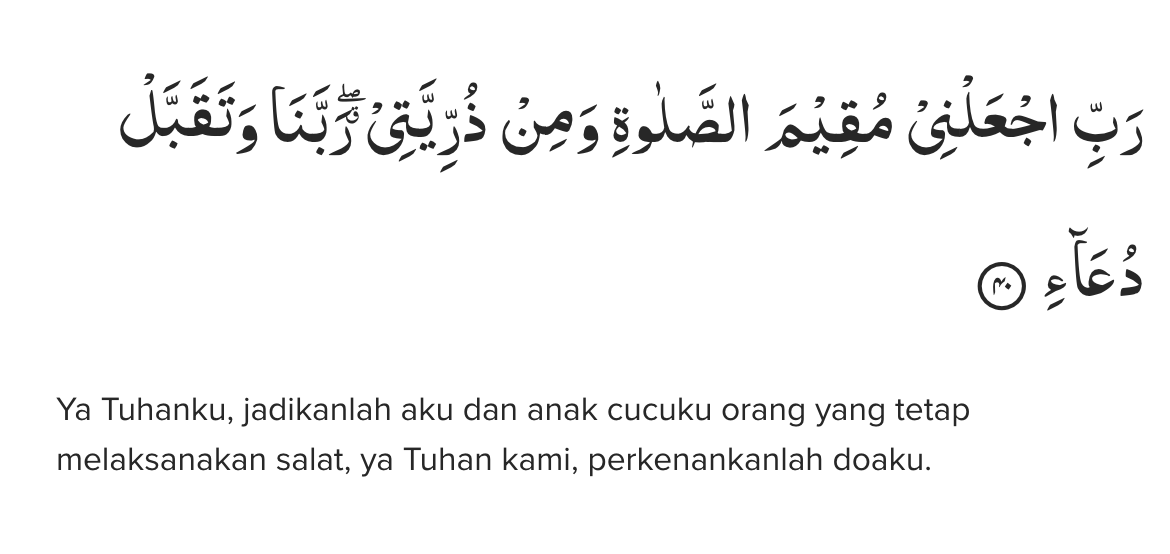 رَبِّ اجْعَلْنِيْ مُقِيْمَ الصَّلٰوةِ وَمِنْ ذُرِّيَّتِيْۖ رَبَّنَا وَتَقَبَّلْ
دُعَاۤءِ ۝٤٠
Ya Tuhanku, jadikanlah aku dan anak cucuku orang yang tetap
melaksanakan salat, ya Tuhan kami, perkenankanlah doaku.